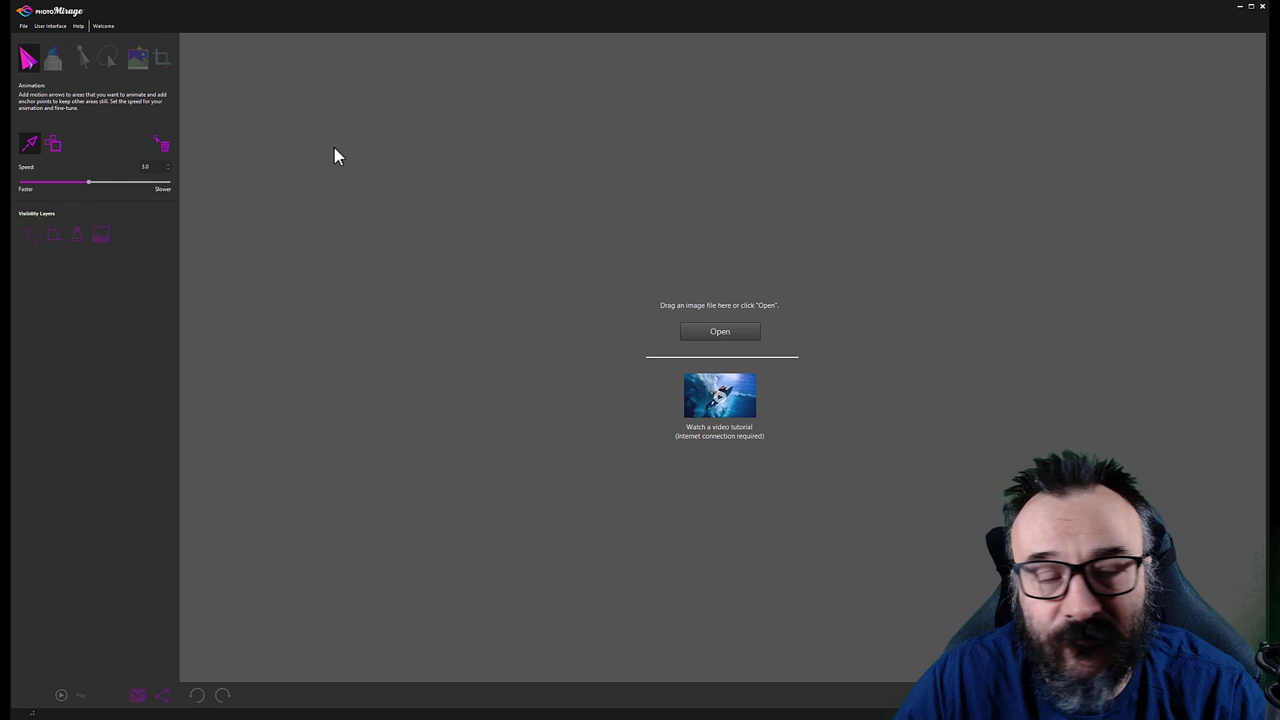 PHOTOMirage
File User Interface Help Welcome
Animation:
Add motion arrows to areas that you want to animate and add
anchor points to keep other areas still. Set the speed for your
animation and fine-tune.
Speed: 3.0
Faster Slower
Visibility Layers
Drag an image file here or click "Open".
Open
Watch a video tutorial
(Internet connection required)
Play